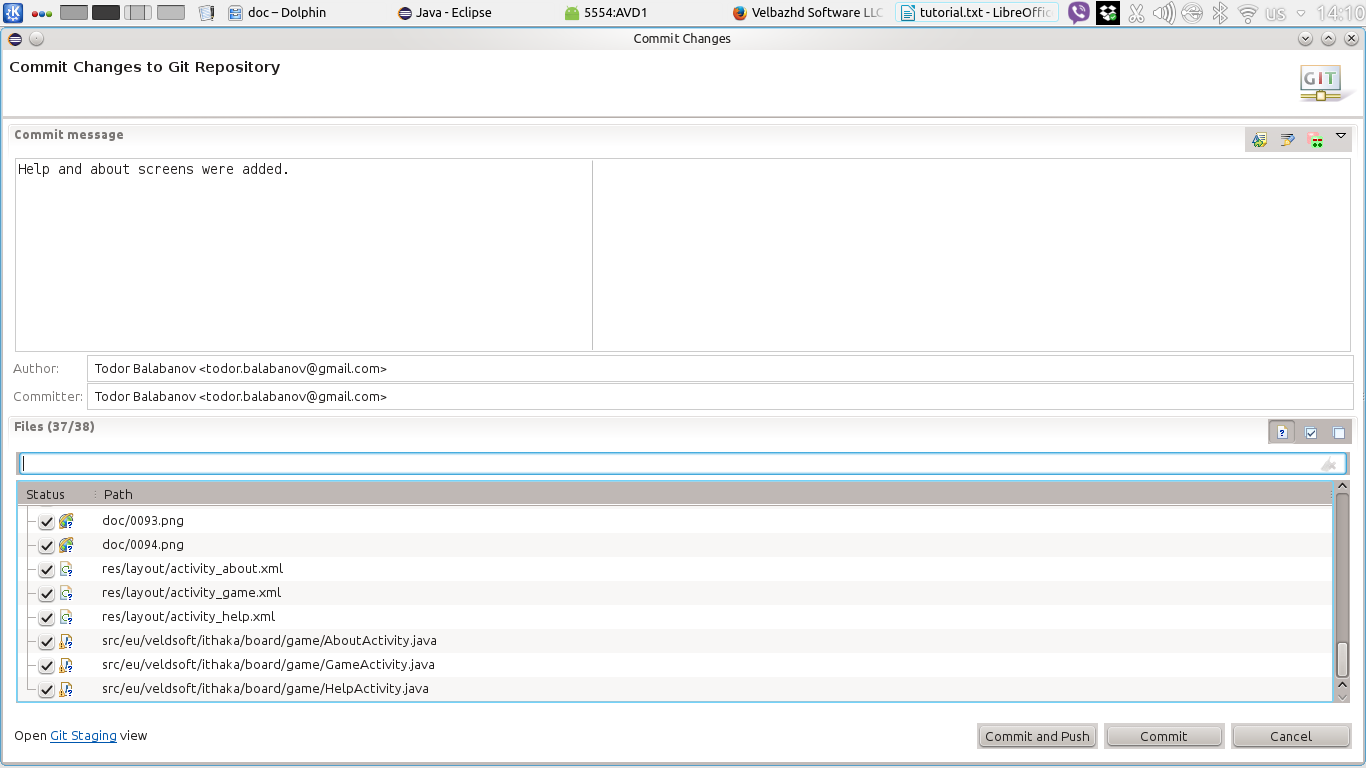 doc – Dolphin
Java - Eclipse
5554:AVD1
Velbazhd Software LLC
tutorial.txt - LibreOffic
us
14:10
Commit Changes
Commit Changes to Git Repository
GIT
Commit message
Help and about screens were added.
Author: Todor Balabanov <todor.balabanov@gmail.com>
Committer: Todor Balabanov <todor.balabanov@gmail.com>
Files (37/38)
Status Path
doc/0093.png
doc/0094.png
res/layout/activity_about.xml
res/layout/activity_game.xml
res/layout/activity_help.xml
src/eu/veldsoft/ithaka/board/game/AboutActivity.java
src/eu/veldsoft/ithaka/board/game/GameActivity.java
src/eu/veldsoft/ithaka/board/game/HelpActivity.java
Open Git Staging view
Commit and Push
Commit
Cancel